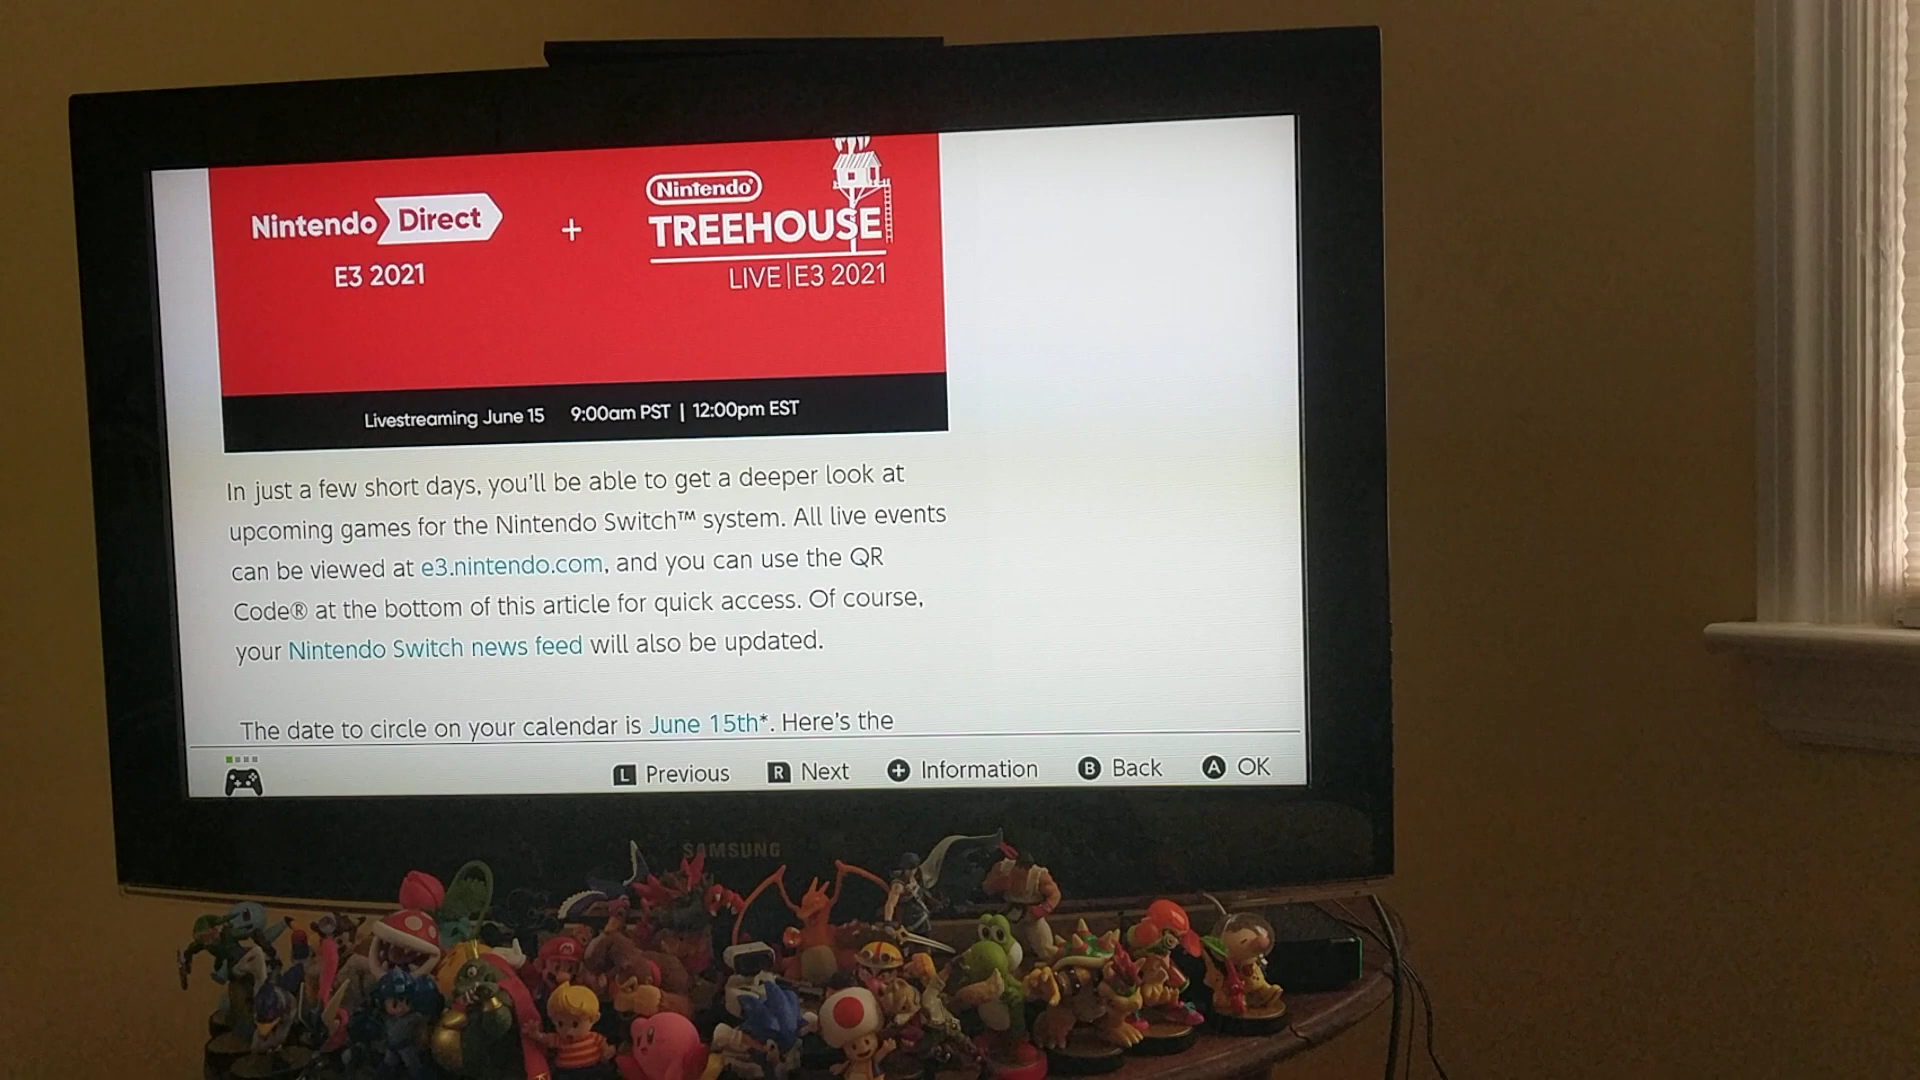 Nintendo Direct
E3 2021
+
Nintendo
TREEHOUSE
LIVE|E3 2021
Livestreaming June 15 9:00am PST | 12:00pm EST
In just a few short days, you'll be able to get a deeper look at
upcoming games for the Nintendo Switch™ system. All live events
can be viewed at e3.nintendo.com, and you can use the QR
Code® at the bottom of this article for quick access. Of course,
your Nintendo Switch news feed will also be updated.
The date to circle on your calendar is June 15th*. Here's the
L Previous R Next + Information B Back A OK
SAMSUNG